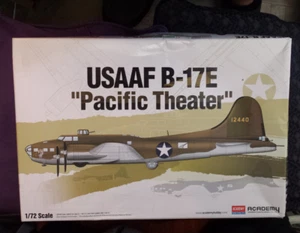 USAAF B-17E
"Pacific Theater"
12440
1/72 Scale
ACADEMY